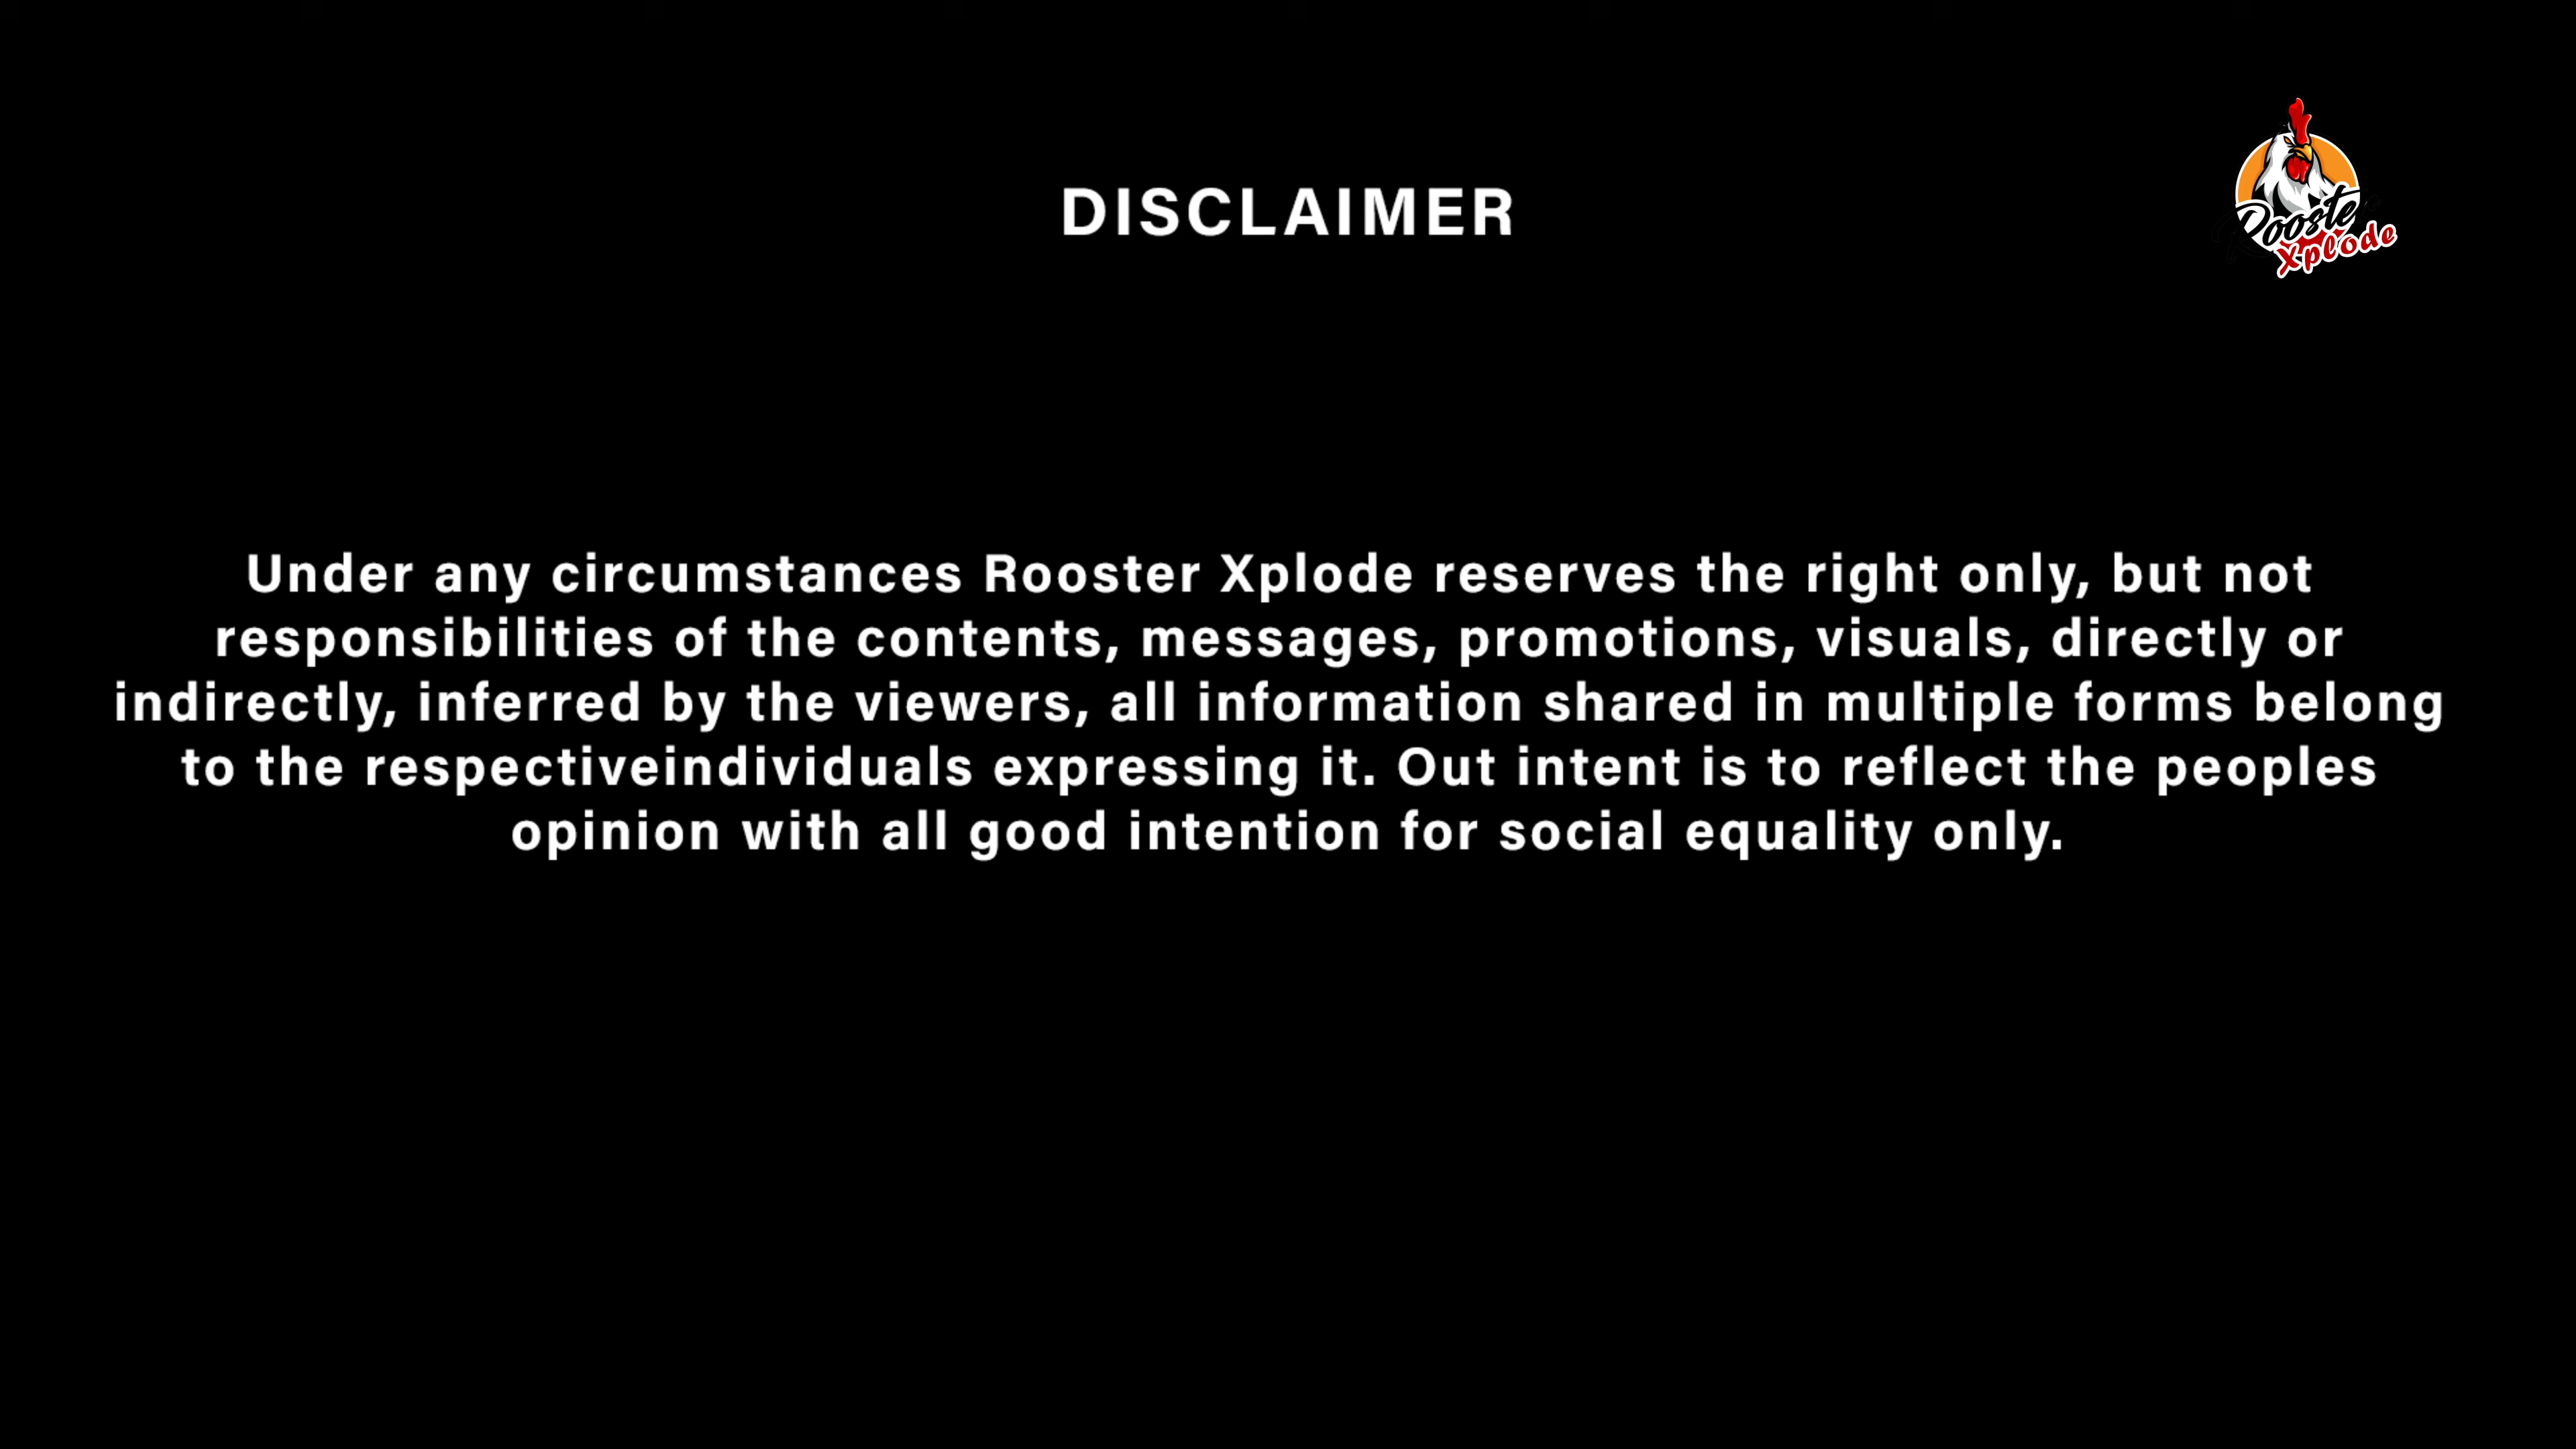 DISCLAIMER
Rooster
Xplode
Under any circumstances Rooster Xplode reserves the right only, but not
responsibilities of the contents, messages, promotions, visuals, directly or
indirectly, inferred by the viewers, all information shared in multiple forms belong
to the respectiveindividuals expressing it. Out intent is to reflect the peoples
opinion with all good intention for social equality only.